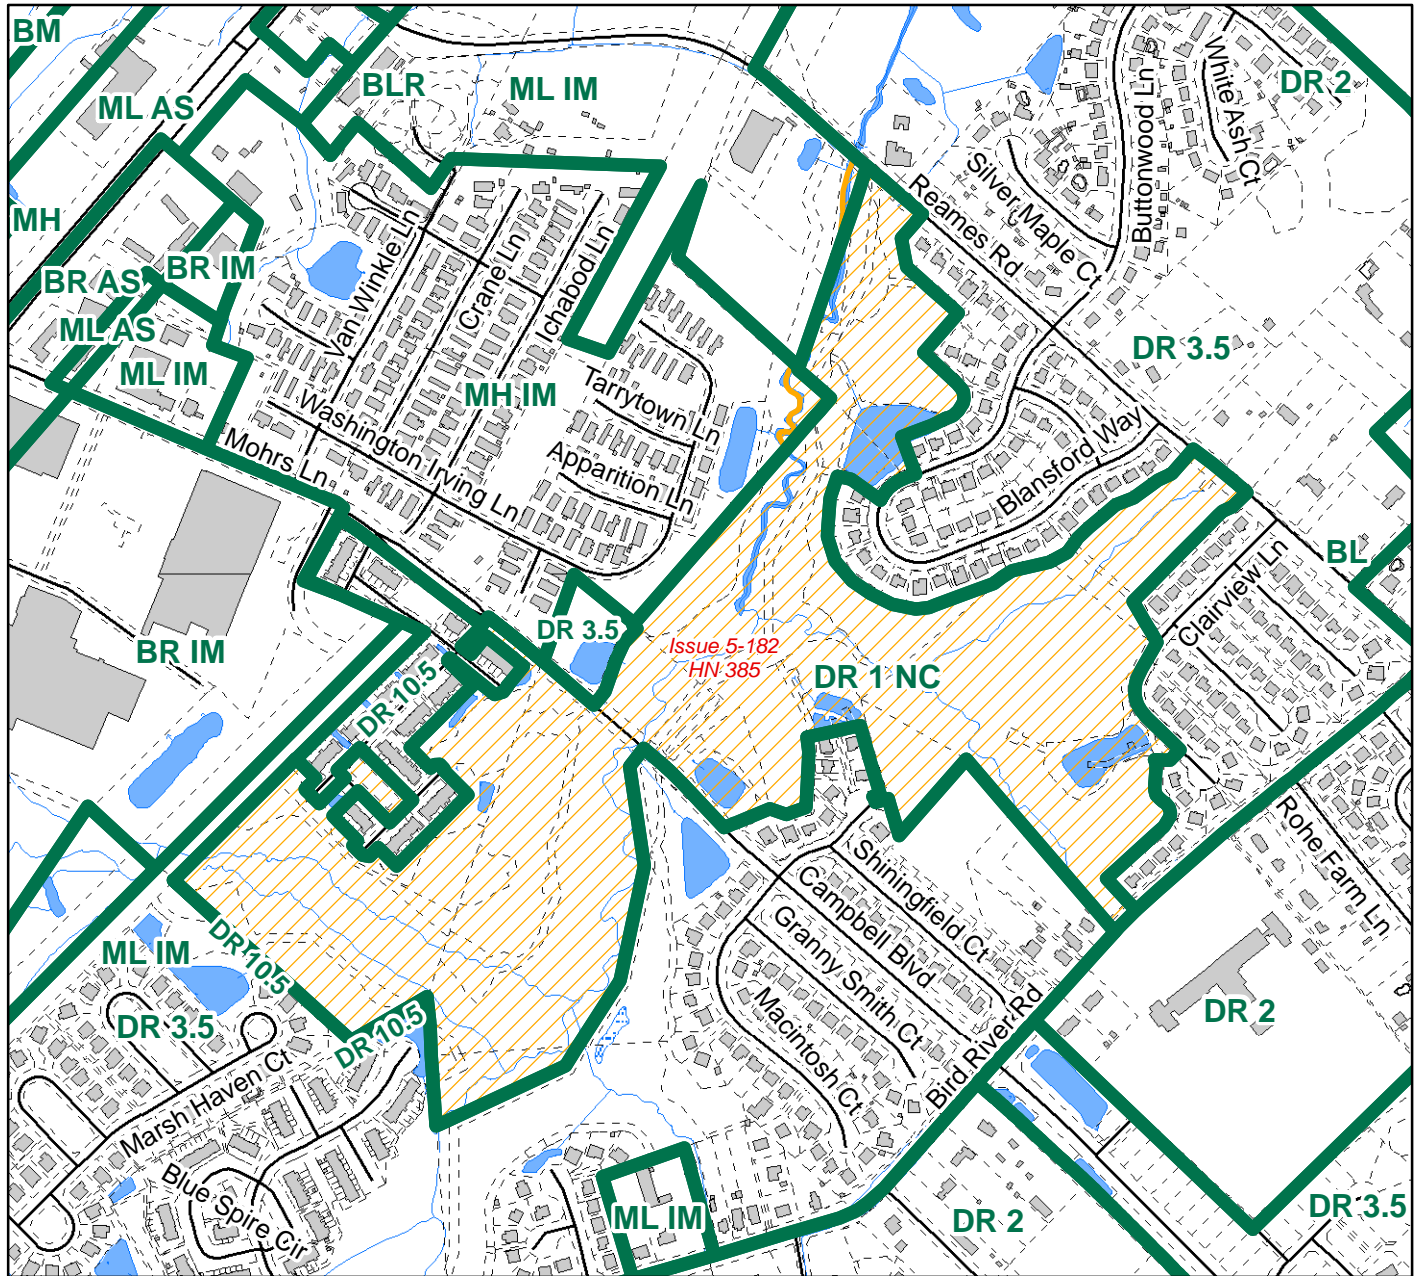 BM
BLR
ML IM
ML AS
White Ash Ct
DR 2
Buttonwood Ln
Silver Maple Ct
Reames Rd
MH
BR IM
BR AS
ML AS
ML IM
Van Winkle Ln
Crane Ln
Ichabod Ln
MH IM
Tarrytown Ln
Washington Irving Ln
Apparition Ln
Mohrs Ln
DR 3.5
Blansford Way
BL
Clairview Ln
BR IM
DR 3.5
Issue 5-182
HN 385
DR 1 NC
DR 10.5
Rohe Farm Ln
Shiningfield Ct
Campbell Blvd
Granny Smith Ct
Macintosh Ct
Bird River Rd
DR 2
ML IM
DR 10.5
DR 3.5
DR 10.5
Marsh Haven Ct
Blue Spire Cir
ML IM
DR 2
DR 3.5